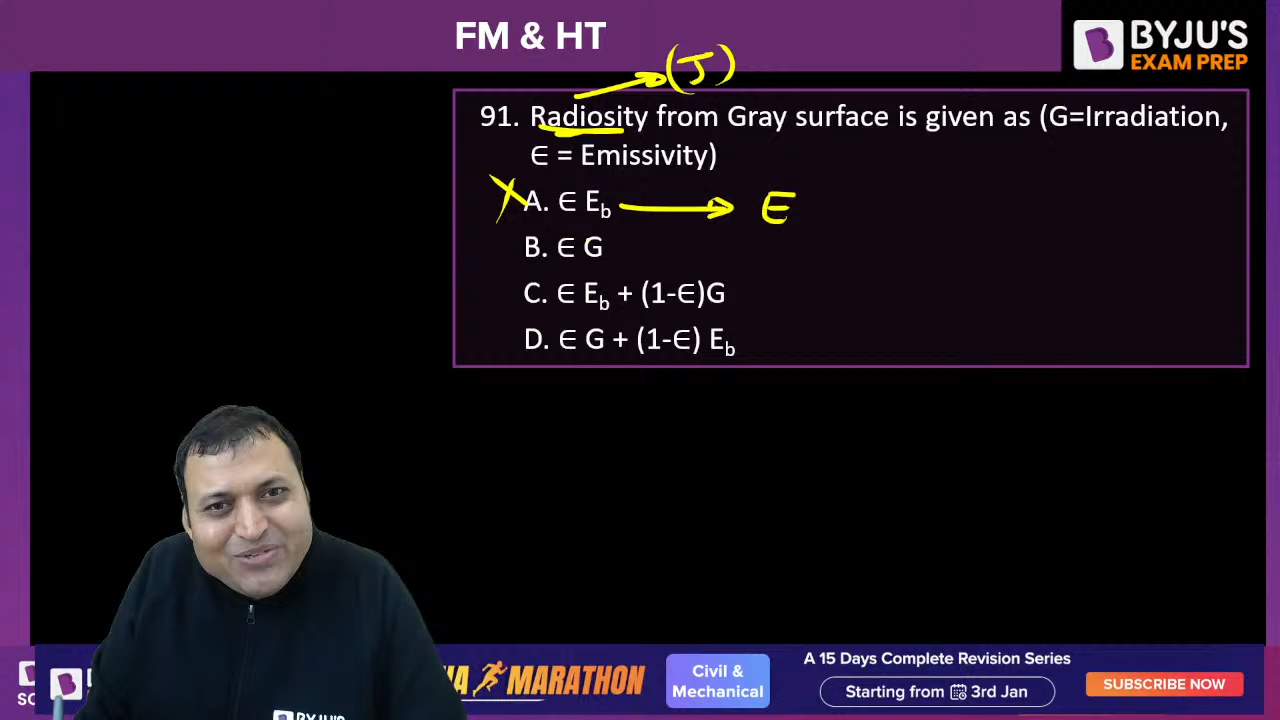 FM & HT
BYJU'S
EXAM PREP
(J)
91. Radiosity from Gray surface is given as (G=Irradiation,
∈ = Emissivity)
A. ∈ E_b
E
B. ∈ G
C. ∈ E_b + (1-∈)G
D. ∈ G + (1-∈) E_b
MARATHON
Civil &
Mechanical
A 15 Days Complete Revision Series
Starting from 3rd Jan
SUBSCRIBE NOW